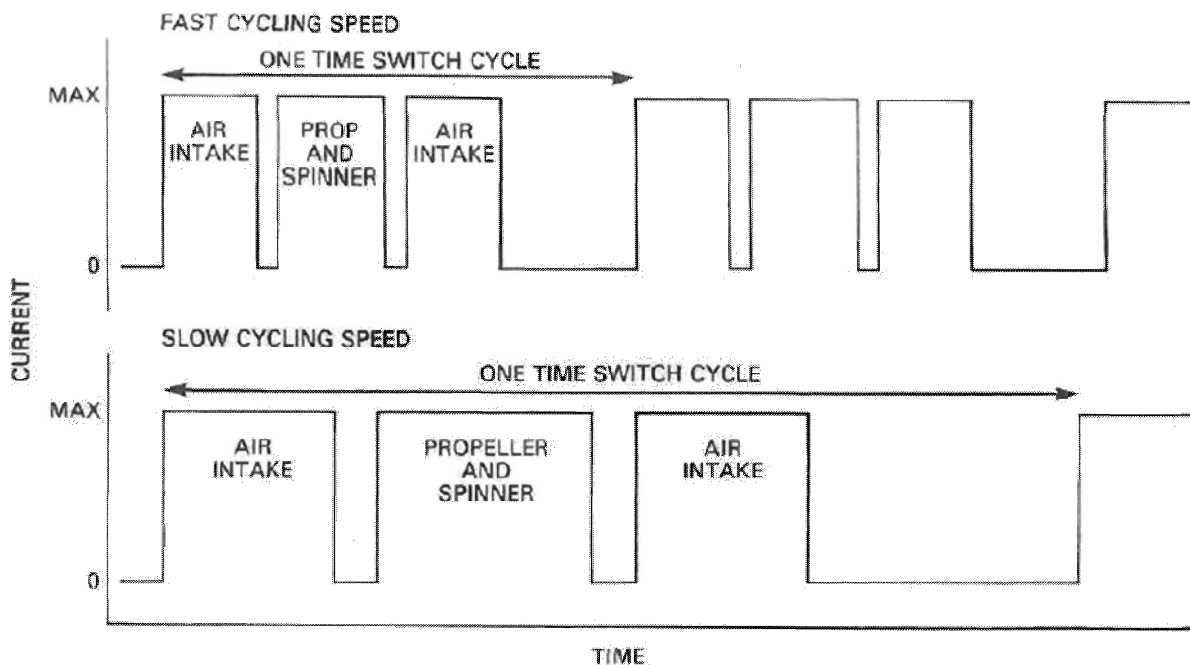 FAST CYCLING SPEED
ONE TIME SWITCH CYCLE
MAX
AIR
INTAKE
PROP
AND
SPINNER
AIR
INTAKE
0
CURRENT
SLOW CYCLING SPEED
ONE TIME SWITCH CYCLE
MAX
AIR
INTAKE
PROPELLER
AND
SPINNER
AIR
INTAKE
0
TIME